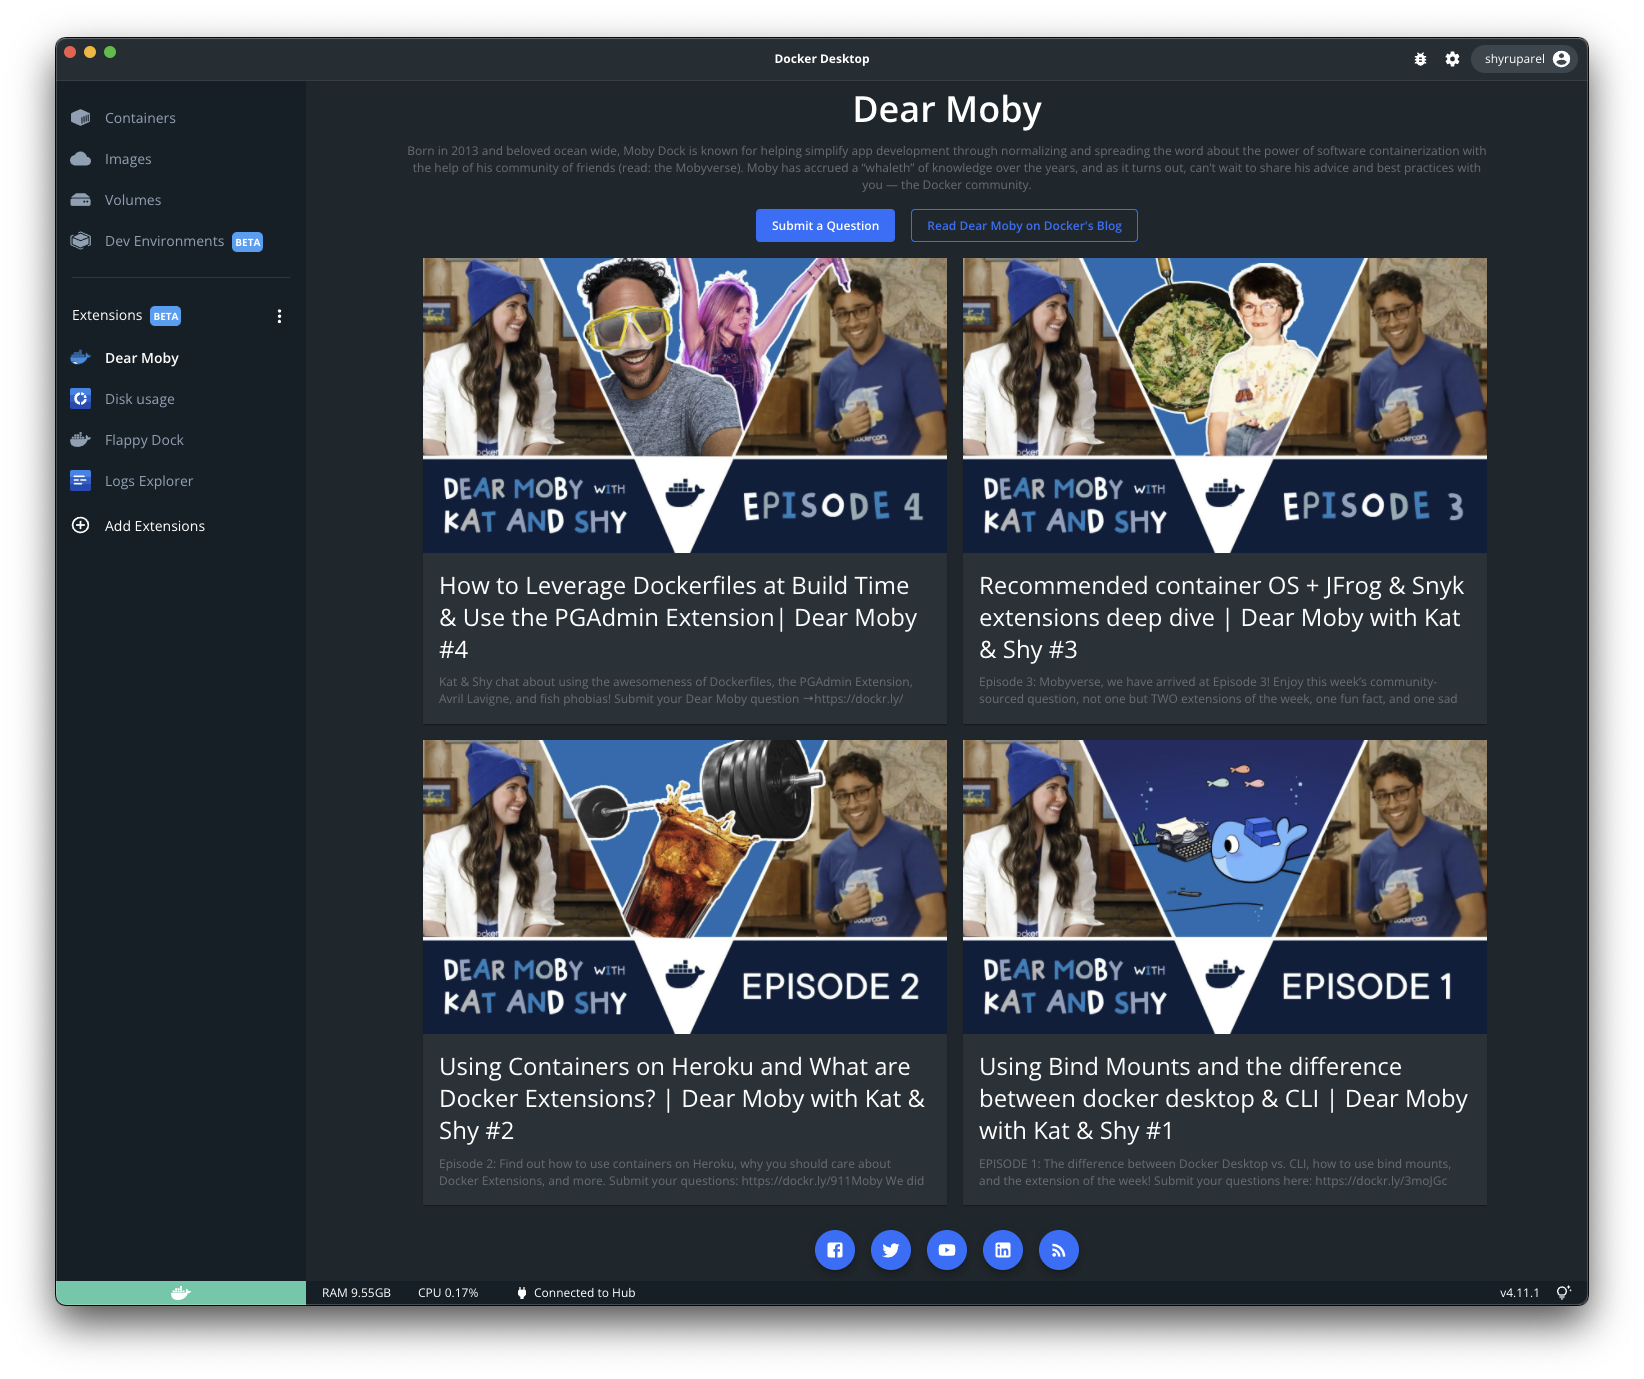 Docker Desktop
shyruparel
Containers
Images
Volumes
Dev Environments BETA
Extensions BETA
Dear Moby
Disk usage
Flappy Dock
Logs Explorer
Add Extensions
Dear Moby
Born in 2013 and beloved ocean wide, Moby Dock is known for helping simplify app development through normalizing and spreading the word about the power of software containerization with
the help of his community of friends (read: the Mobyverse). Moby has accrued a “whaleth” of knowledge over the years, and as it turns out, can’t wait to share his advice and best practices with
you — the Docker community.
Submit a Question
Read Dear Moby on Docker's Blog
DEAR MOBY WITH
KAT AND SHY
EPISODE 4
How to Leverage Dockerfiles at Build Time
& Use the PGAdmin Extension| Dear Moby
#4
Kat & Shy chat about using the awesomeness of Dockerfiles, the PGAdmin Extension,
Avril Lavigne, and fish phobias! Submit your Dear Moby question →https://dockr.ly/
DEAR MOBY WITH
KAT AND SHY
EPISODE 3
Recommended container OS + JFrog & Snyk
extensions deep dive | Dear Moby with Kat
& Shy #3
Episode 3: Mobyverse, we have arrived at Episode 3! Enjoy this week’s community-
sourced question, not one but TWO extensions of the week, one fun fact, and one sad
DEAR MOBY WITH
KAT AND SHY
EPISODE 2
Using Containers on Heroku and What are
Docker Extensions? | Dear Moby with Kat &
Shy #2
Episode 2: Find out how to use containers on Heroku, why you should care about
Docker Extensions, and more. Submit your questions: https://dockr.ly/911Moby We did
DEAR MOBY WITH
KAT AND SHY
EPISODE 1
Using Bind Mounts and the difference
between docker desktop & CLI | Dear Moby
with Kat & Shy #1
EPISODE 1: The difference between Docker Desktop vs. CLI, how to use bind mounts,
and the extension of the week! Submit your questions here: https://dockr.ly/3moJGc
RAM 9.55GB CPU 0.17% Connected to Hub
v4.11.1